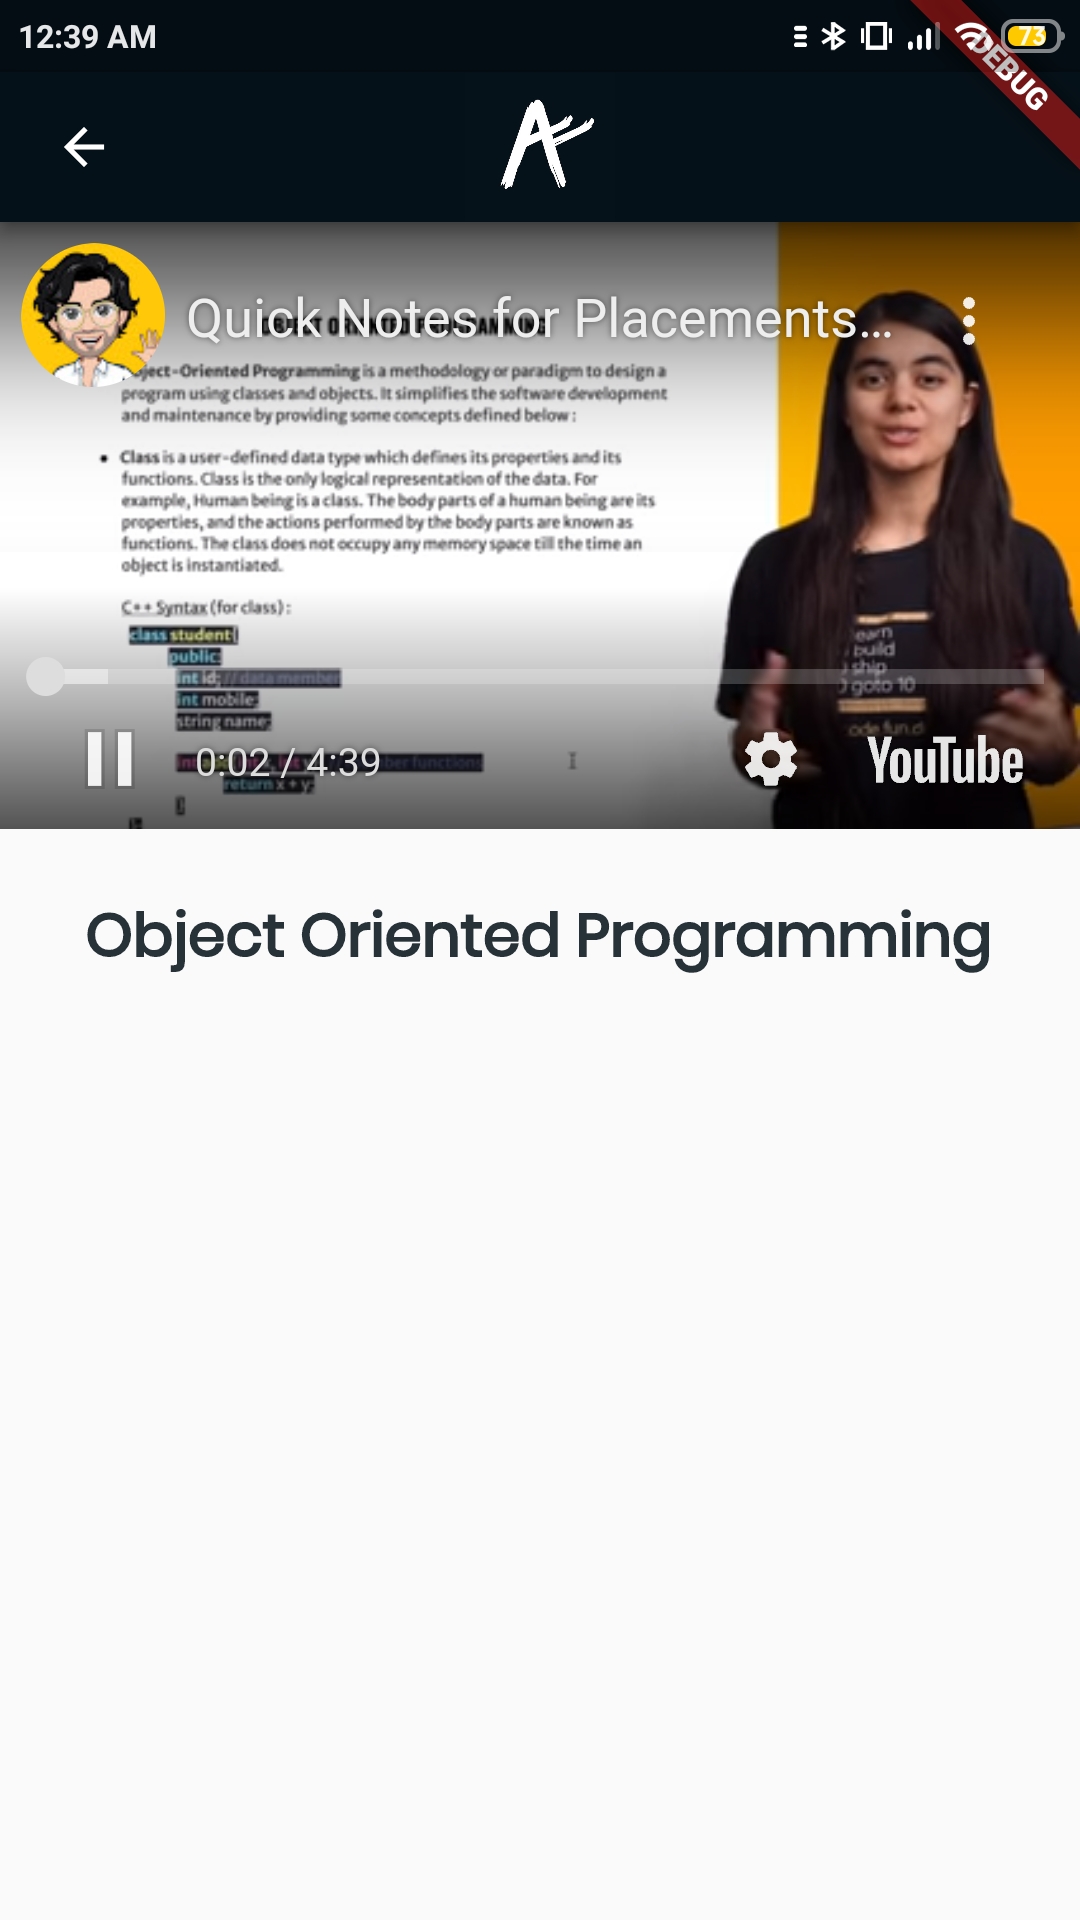 12:39 AM
73
DEBUG
Quick Notes for Placements...
Object-Oriented Programming is a methodology or paradigm to design a
program using classes and objects. It simplifies the software development
and maintenance by providing some concepts defined below :
• Class is a user-defined data type which defines its properties and its
functions. Class is the only logical representation of the data. For
example, Human being is a class. The body parts of a human being are its
properties, and the actions performed by the body parts are known as
functions. The class does not occupy any memory space till the time an
object is instantiated.
C++ Syntax (for class) :
class student{
public:
int id; // data member
int mobile;
string name;
return x + y;
}
build
ship
goto 10
0:02 / 4:39
YouTube
Object Oriented Programming